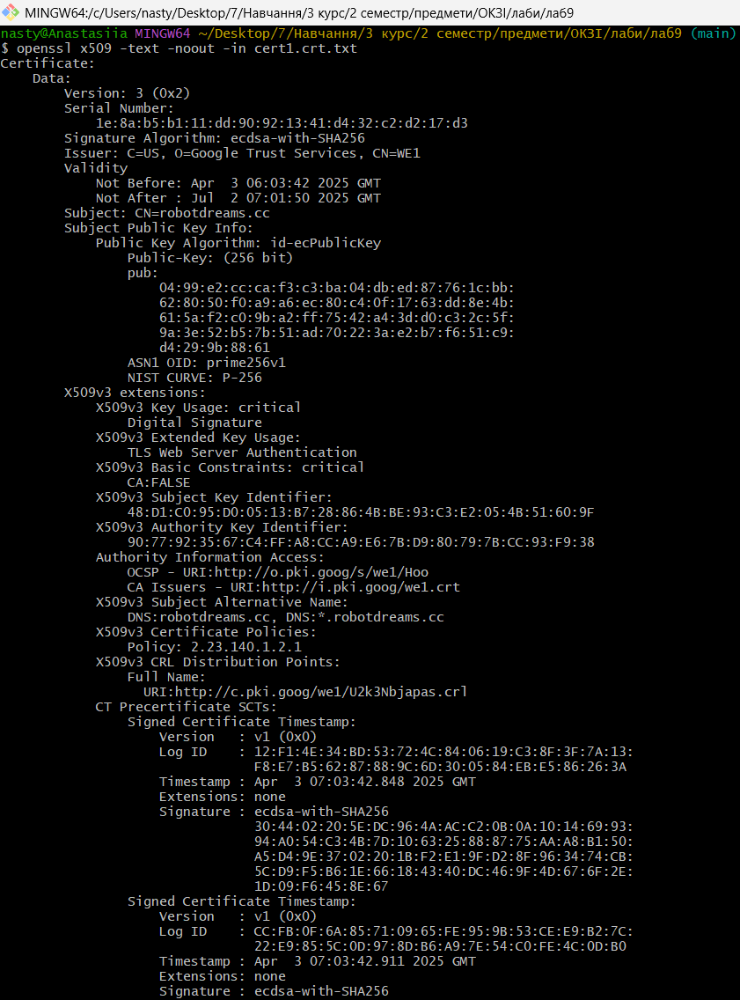 MINGW64:/c/Users/nasty/Desktop/7/Навчання/3 курс/2 семестр/предмети/ОКЗІ/лаби/лаб9
nasty@Anastasiia MINGW64 ~/Desktop/7/Навчання/3 курс/2 семестр/предмети/ОКЗІ/лаби/лаб9 (main)
$ openssl x509 -text -noout -in cert1.crt.txt
Certificate:
Data:
Version: 3 (0x2)
Serial Number:
1e:8a:b5:b1:11:dd:90:92:13:41:d4:32:c2:d2:17:d3
Signature Algorithm: ecdsa-with-SHA256
Issuer: C=US, O=Google Trust Services, CN=WE1
Validity
Not Before: Apr  3 06:03:42 2025 GMT
Not After : Jul  2 07:01:50 2025 GMT
Subject: CN=robotdreams.cc
Subject Public Key Info:
Public Key Algorithm: id-ecPublicKey
Public-Key: (256 bit)
pub:
04:99:e2:cc:ca:f3:c3:ba:04:db:ed:87:76:1c:bb:
62:80:50:f0:a9:a6:ec:80:c4:0f:17:63:dd:8e:4b:
61:5a:f2:c0:9b:a2:ff:75:42:a4:3d:d0:c3:2c:5f:
9a:3e:52:b5:7b:51:ad:70:22:3a:e2:b7:f6:51:c9:
d4:29:9b:88:61
ASN1 OID: prime256v1
NIST CURVE: P-256
X509v3 extensions:
X509v3 Key Usage: critical
Digital Signature
X509v3 Extended Key Usage:
TLS Web Server Authentication
X509v3 Basic Constraints: critical
CA:FALSE
X509v3 Subject Key Identifier:
48:D1:C0:95:D0:05:13:B7:28:86:4B:BE:93:C3:E2:05:4B:51:60:9F
X509v3 Authority Key Identifier:
90:77:92:35:67:C4:FF:A8:CC:A9:E6:7B:D9:80:79:7B:CC:93:F9:38
Authority Information Access:
OCSP - URI:http://o.pki.goog/s/we1/Hoo
CA Issuers - URI:http://i.pki.goog/we1.crt
X509v3 Subject Alternative Name:
DNS:robotdreams.cc, DNS:*.robotdreams.cc
X509v3 Certificate Policies:
Policy: 2.23.140.1.2.1
X509v3 CRL Distribution Points:
Full Name:
URI:http://c.pki.goog/we1/U2k3Nbjapas.crl
CT Precertificate SCTs:
Signed Certificate Timestamp:
Version   : v1 (0x0)
Log ID    : 12:F1:4E:34:BD:53:72:4C:84:06:19:C3:8F:3F:7A:13:
F8:E7:B5:62:87:88:9C:6D:30:05:84:EB:E5:86:26:3A
Timestamp : Apr  3 07:03:42.848 2025 GMT
Extensions: none
Signature : ecdsa-with-SHA256
30:44:02:20:5E:DC:96:4A:AC:C2:0B:0A:10:14:69:93:
94:A0:54:C3:4B:7D:10:63:25:88:87:75:AA:A8:B1:50:
A5:D4:9E:37:02:20:1B:F2:E1:9F:D2:8F:96:34:74:CB:
5C:D9:F5:B6:1E:66:18:43:40:DC:46:9F:4D:67:6F:2E:
1D:09:F6:45:8E:67
Signed Certificate Timestamp:
Version   : v1 (0x0)
Log ID    : CC:FB:0F:6A:85:71:09:65:FE:95:9B:53:CE:E9:B2:7C:
22:E9:85:5C:0D:97:8D:B6:A9:7E:54:C0:FE:4C:0D:B0
Timestamp : Apr  3 07:03:42.911 2025 GMT
Extensions: none
Signature : ecdsa-with-SHA256